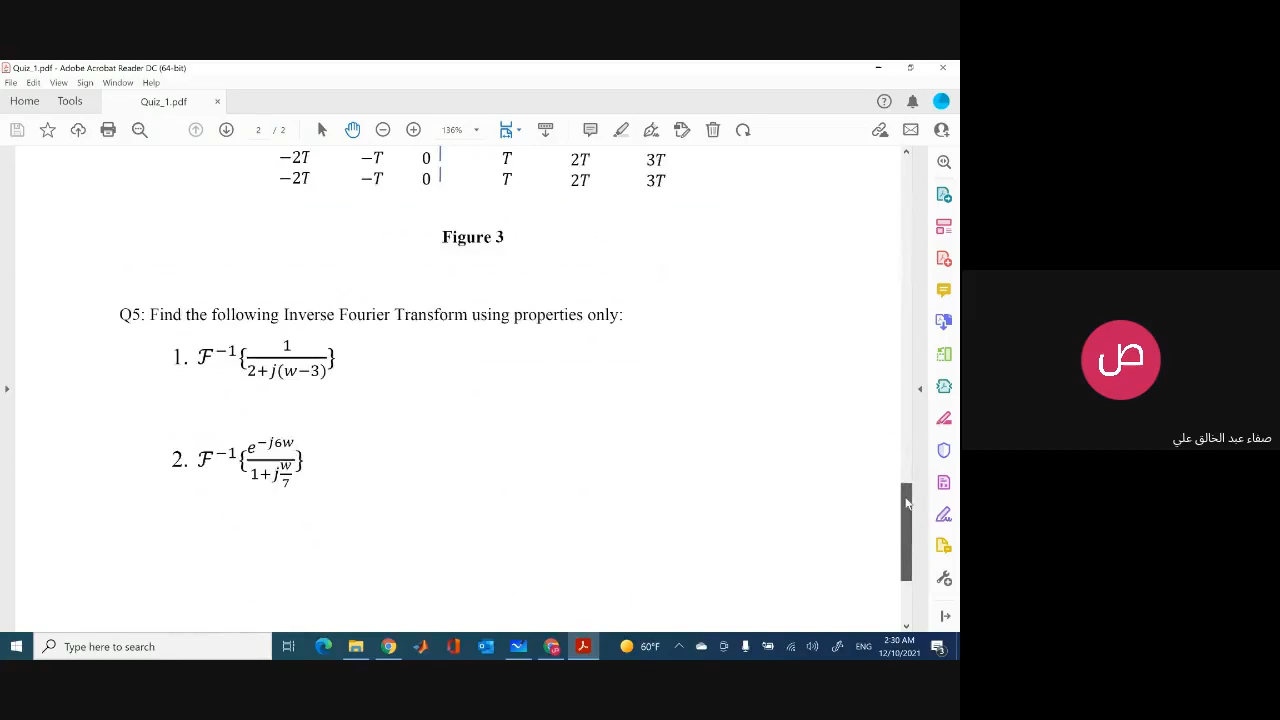 Quiz_1.pdf - Adobe Acrobat Reader DC (64-bit)
File Edit View Sign Window Help
Home Tools Quiz_1.pdf ×
2 / 2 136%
−2T −T 0 T 2T 3T
−2T −T 0 T 2T 3T
Figure 3
Q5: Find the following Inverse Fourier Transform using properties only:
1. ℱ⁻¹{1/(2+j(w−3))}
2. ℱ⁻¹{e^(−j6w)/(1+j(w/7))}
ص
صفاء عبد الخالق علي
Type here to search
60°F
ENG
2:30 AM
12/10/2021
3